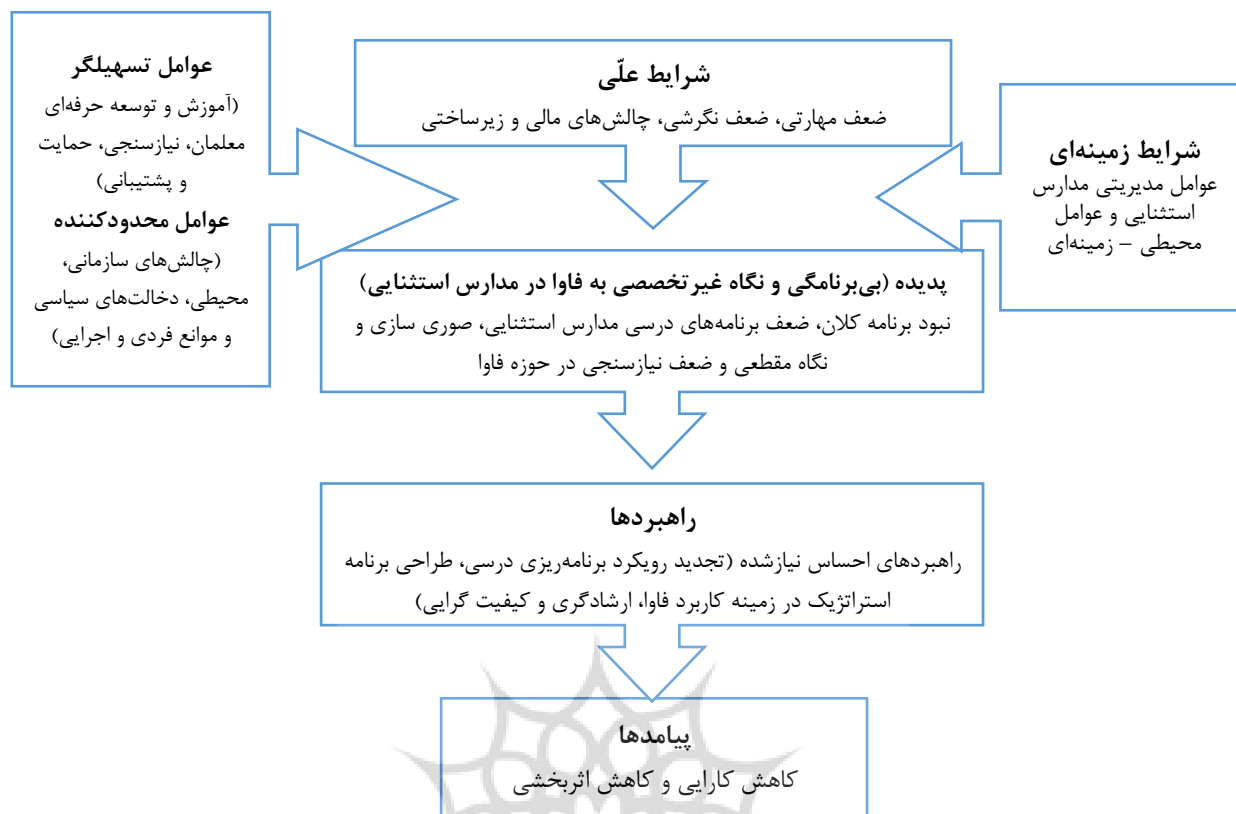 شرایط علّی
ضعف مهارتی، ضعف نگرشی، چالش‌های مالی و زیرساختی
شرایط زمینه‌ای
عوامل مدیریتی مدارس
استثنایی و عوامل
محیطی – زمینه‌ای
عوامل تسهیلگر
(آموزش و توسعه حرفه‌ای
معلمان، نیازسنجی، حمایت
و پشتیبانی)
عوامل محدودکننده
(چالش‌های سازمانی،
محیطی، دخالت‌های سیاسی
و موانع فردی و اجرایی)
پدیده (بی‌برنامگی و نگاه غیرتخصصی به فاوا در مدارس استثنایی)
نبود برنامه کلان، ضعف برنامه‌های درسی مدارس استثنایی، صوری سازی و
نگاه مقطعی و ضعف نیازسنجی در حوزه فاوا
راهبردها
راهبردهای احساس نیازشده (تجدید رویکرد برنامه‌ریزی درسی، طراحی برنامه
استراتژیک در زمینه کاربرد فاوا، ارشادگری و کیفیت گرایی)
پیامدها
کاهش کارایی و کاهش اثربخشی